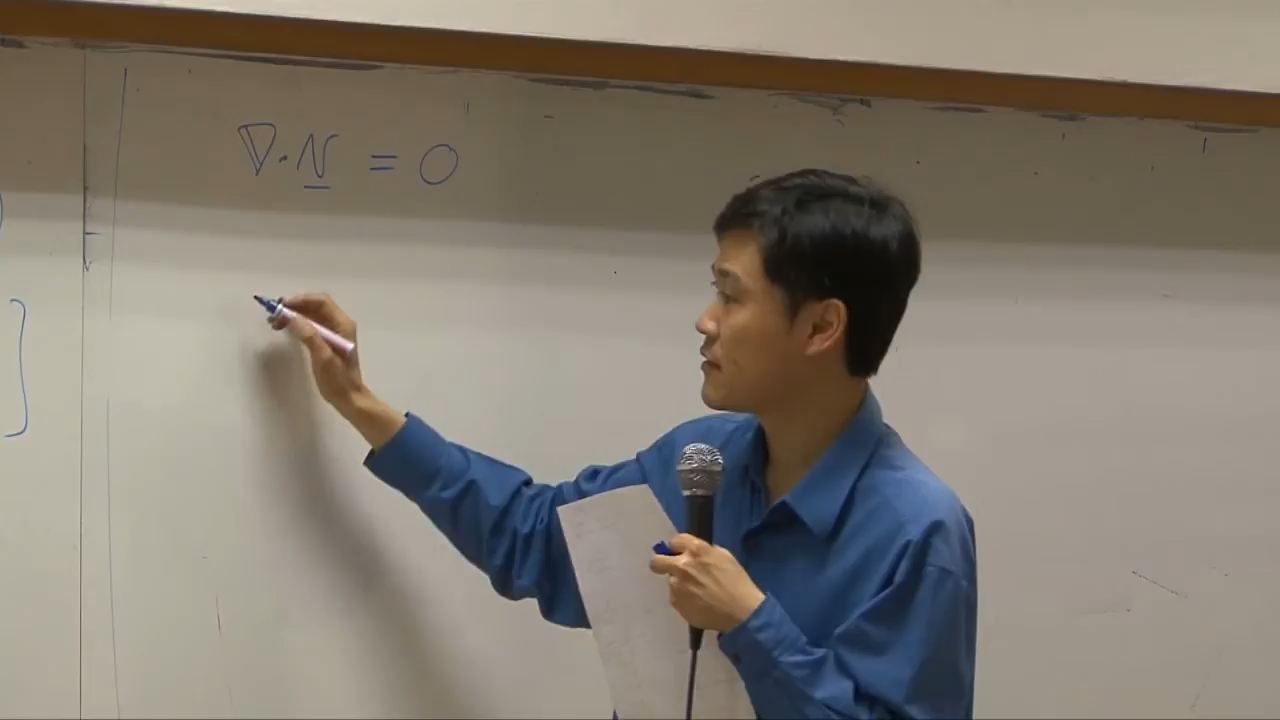 ∇·N = 0
]